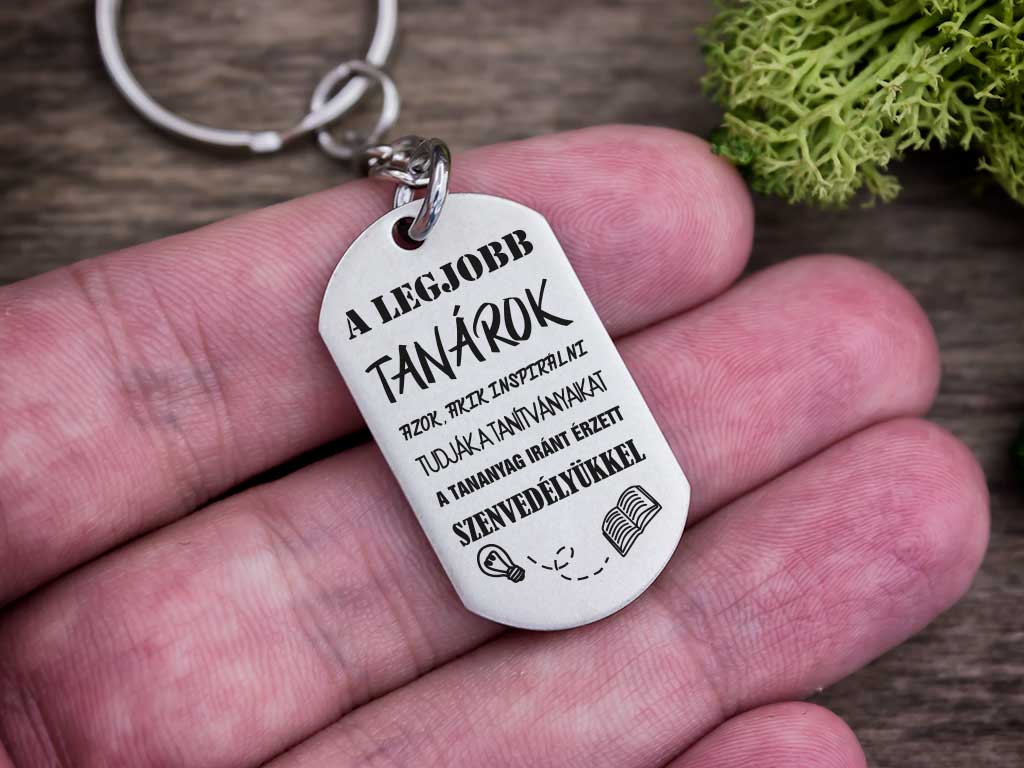 A LEGJOBB
TANÁROK
AZOK, AKIK INSPIRÁLNI
TUDJÁK A TANÍTVÁNYAIKAT
A TANANYAG IRÁNT ÉRZETT
SZENVEDÉLYÜKKEL